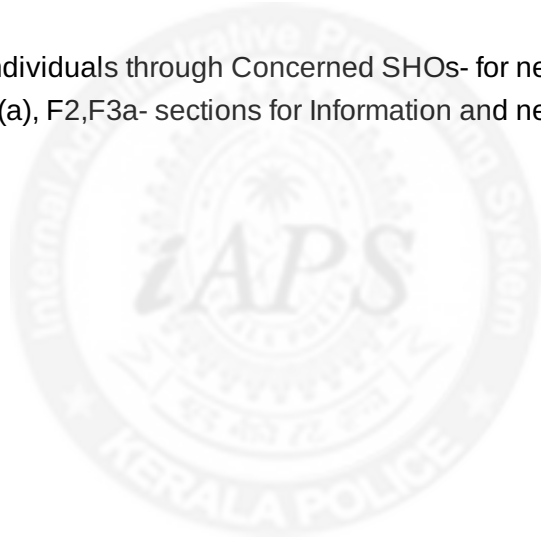 dividuals through Concerned SHOs- for ne
(a), F2,F3a- sections for Information and ne
Internal Administrative Processing System
iAPS
KERALA POLICE